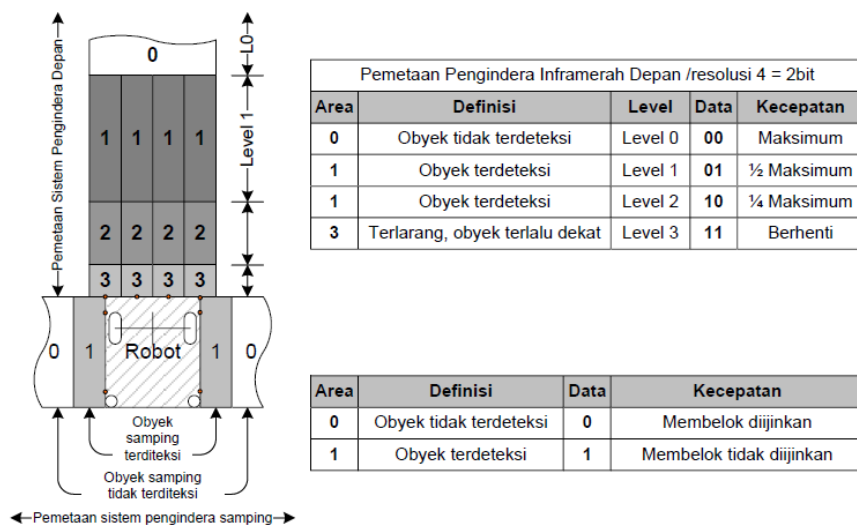 Pemetaan Sistem Pengindera Depan
0
L0
1 1 1 1
Level 1
2 2 2 2
3 3 3 3
0 1 Robot 1 0
Obyek
samping
terditeksi
Obyek samping
tidak terditeksi
Pemetaan sistem pengindera samping
Pemetaan Pengindera Inframerah Depan /resolusi 4 = 2bit
Area Definisi Level Data Kecepatan
0 Obyek tidak terdeteksi Level 0 00 Maksimum
1 Obyek terdeteksi Level 1 01 ½ Maksimum
1 Obyek terdeteksi Level 2 10 ¼ Maksimum
3 Terlarang, obyek terlalu dekat Level 3 11 Berhenti
Area Definisi Data Kecepatan
0 Obyek tidak terdeteksi 0 Membelok diijinkan
1 Obyek terdeteksi 1 Membelok tidak diijinkan